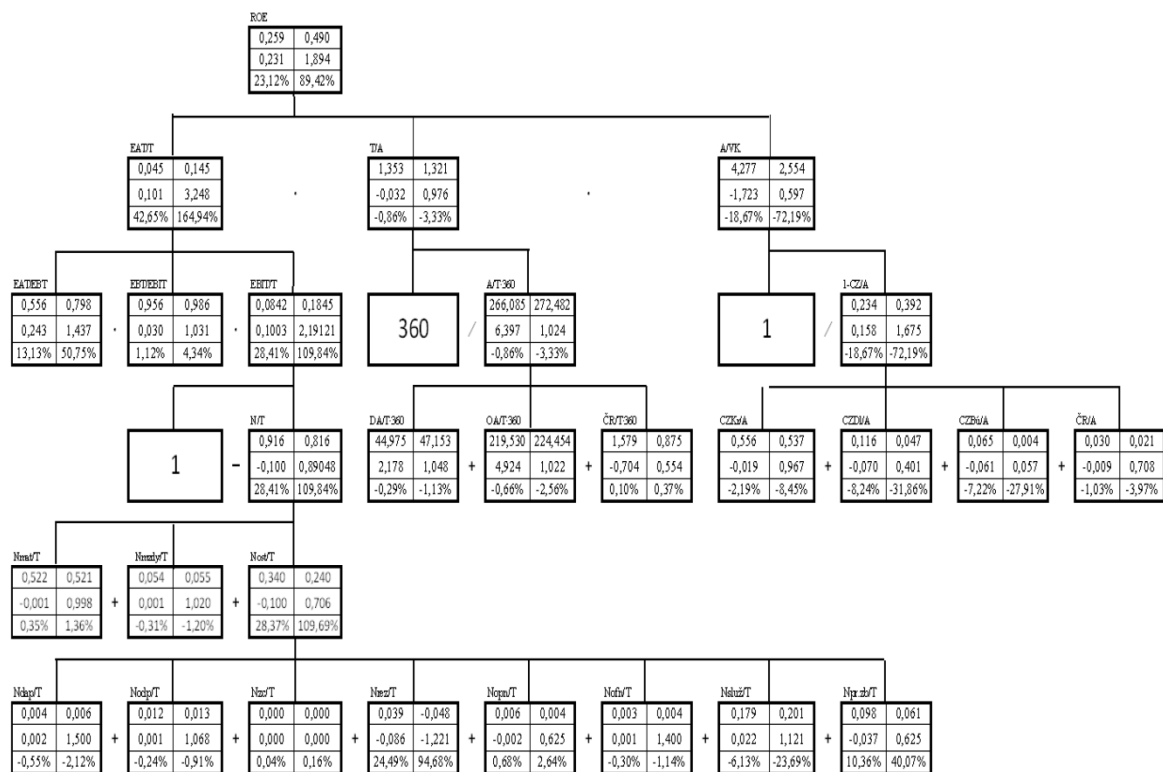 ROE
0,259 0,490
0,231 1,894
23,12% 89,42%
EAT/T T/A A/VK
0,045 0,145 1,353 1,321 4,277 2,554
0,101 3,248 · -0,032 0,976 · -1,723 0,597
42,65% 164,94% -0,86% -3,33% -18,67% -72,19%
EAT/EBT EBT/EBIT EBIT/T A/T·360 1-CZ/A
0,556 0,798 0,956 0,986 0,0842 0,1845 266,085 272,482 0,234 0,392
0,243 1,437 · 0,030 1,031 · 0,1003 2,19121 360 / 6,397 1,024 1 / 0,158 1,675
13,13% 50,75% 1,12% 4,34% 28,41% 109,84% -0,86% -3,33% -18,67% -72,19%
N/T DA/T·360 OA/T·360 ČR/T·360 CZKr/A CZDl/A CZBú/A ČR/A
0,916 0,816 44,975 47,153 219,530 224,454 1,579 0,875 0,556 0,537 0,116 0,047 0,065 0,004 0,030 0,021
1 - -0,100 0,89048 2,178 1,048 + 4,924 1,022 + -0,704 0,554 -0,019 0,967 + -0,070 0,401 + -0,061 0,057 + -0,009 0,708
28,41% 109,84% -0,29% -1,13% -0,66% -2,56% 0,10% 0,37% -2,19% -8,45% -8,24% -31,86% -7,22% -27,91% -1,03% -3,97%
Nmat/T Nmzdy/T Nost/T
0,522 0,521 0,054 0,055 0,340 0,240
-0,001 0,998 + 0,001 1,020 + -0,100 0,706
0,35% 1,36% -0,31% -1,20% 28,37% 109,69%
Ndap/T Nodp/T Nzc/T Nrez/T Nopn/T Nofn/T Nsluž/T Npr.zb/T
0,004 0,006 0,012 0,013 0,000 0,000 0,039 -0,048 0,006 0,004 0,003 0,004 0,179 0,201 0,098 0,061
0,002 1,500 + 0,001 1,068 + 0,000 0,000 + -0,086 -1,221 + -0,002 0,625 + 0,001 1,400 + 0,022 1,121 + -0,037 0,625
-0,55% -2,12% -0,24% -0,91% 0,04% 0,16% 24,49% 94,68% 0,68% 2,64% -0,30% -1,14% -6,13% -23,69% 10,36% 40,07%